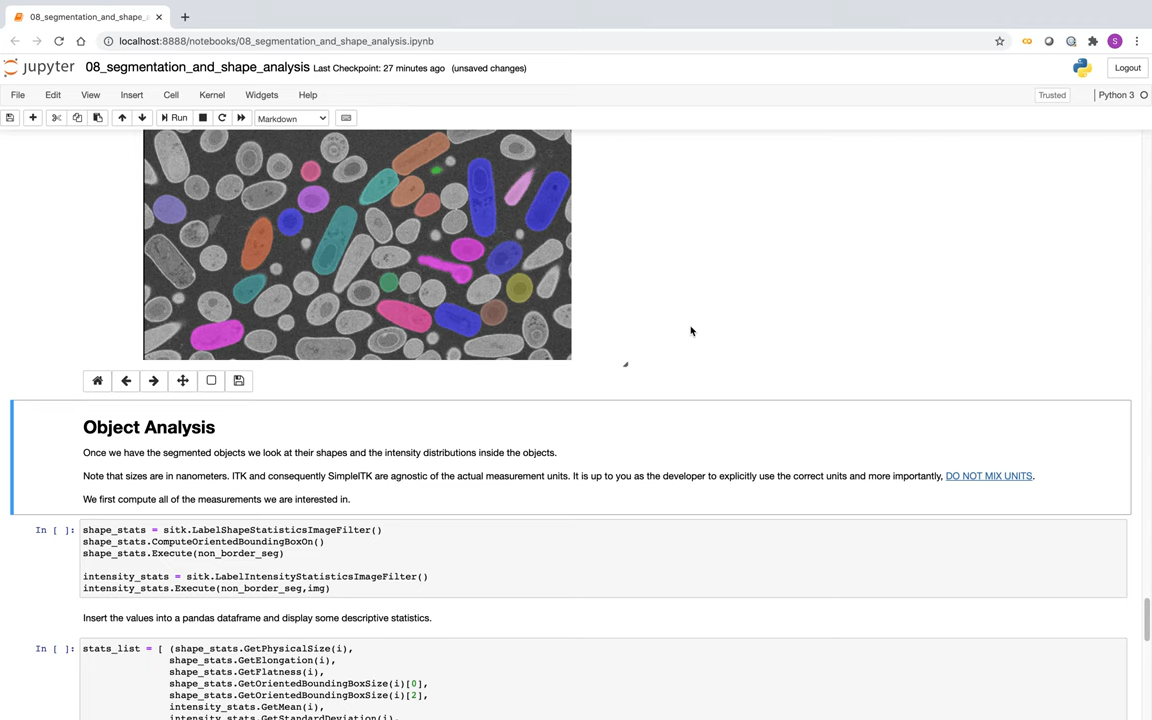 08_segmentation_and_shape_
localhost:8888/notebooks/08_segmentation_and_shape_analysis.ipynb
S
jupyter 08_segmentation_and_shape_analysis Last Checkpoint: 27 minutes ago (unsaved changes) Logout
File Edit View Insert Cell Kernel Widgets Help Trusted Python 3
Run Markdown
Object Analysis
Once we have the segmented objects we look at their shapes and the intensity distributions inside the objects.
Note that sizes are in nanometers. ITK and consequently SimpleITK are agnostic of the actual measurement units. It is up to you as the developer to explicitly use the correct units and more importantly, DO NOT MIX UNITS.
We first compute all of the measurements we are interested in.
In [ ]: shape_stats = sitk.LabelShapeStatisticsImageFilter()
shape_stats.ComputeOrientedBoundingBoxOn()
shape_stats.Execute(non_border_seg)
intensity_stats = sitk.LabelIntensityStatisticsImageFilter()
intensity_stats.Execute(non_border_seg,img)
Insert the values into a pandas dataframe and display some descriptive statistics.
In [ ]: stats_list = [ (shape_stats.GetPhysicalSize(i),
shape_stats.GetElongation(i),
shape_stats.GetFlatness(i),
shape_stats.GetOrientedBoundingBoxSize(i)[0],
shape_stats.GetOrientedBoundingBoxSize(i)[2],
intensity_stats.GetMean(i),
intensity_stats.GetStandardDeviation(i),